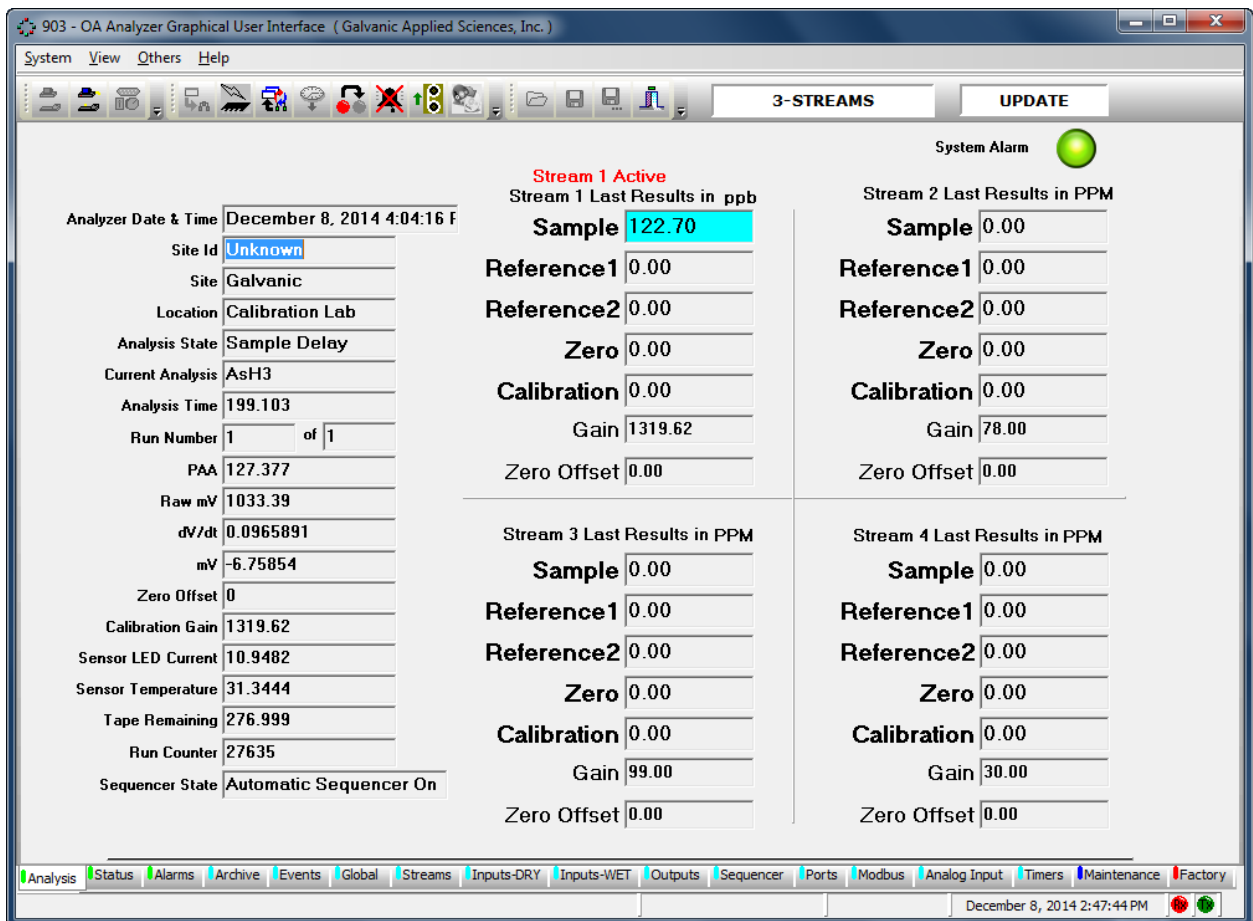 903 - OA Analyzer Graphical User Interface ( Galvanic Applied Sciences, Inc. )
System View Others Help
3-STREAMS UPDATE
System Alarm
Analyzer Date & Time December 8, 2014 4:04:16
Site Id Unknown
Site Galvanic
Location Calibration Lab
Analysis State Sample Delay
Current Analysis AsH3
Analysis Time 199.103
Run Number 1 of 1
PAA 127.377
Raw mV 1033.39
dV/dt 0.0965891
mV -6.75854
Zero Offset 0
Calibration Gain 1319.62
Sensor LED Current 10.9482
Sensor Temperature 31.3444
Tape Remaining 276.999
Run Counter 27635
Sequencer State Automatic Sequencer On
Stream 1 Active
Stream 1 Last Results in ppb
Sample 122.70
Reference1 0.00
Reference2 0.00
Zero 0.00
Calibration 0.00
Gain 1319.62
Zero Offset 0.00
Stream 2 Last Results in PPM
Sample 0.00
Reference1 0.00
Reference2 0.00
Zero 0.00
Calibration 0.00
Gain 78.00
Zero Offset 0.00
Stream 3 Last Results in PPM
Sample 0.00
Reference1 0.00
Reference2 0.00
Zero 0.00
Calibration 0.00
Gain 99.00
Zero Offset 0.00
Stream 4 Last Results in PPM
Sample 0.00
Reference1 0.00
Reference2 0.00
Zero 0.00
Calibration 0.00
Gain 30.00
Zero Offset 0.00
Analysis Status Alarms Archive Events Global Streams Inputs-DRY Inputs-WET Outputs Sequencer Ports Modbus Analog Input Timers Maintenance Factory
December 8, 2014 2:47:44 PM Rx Tx